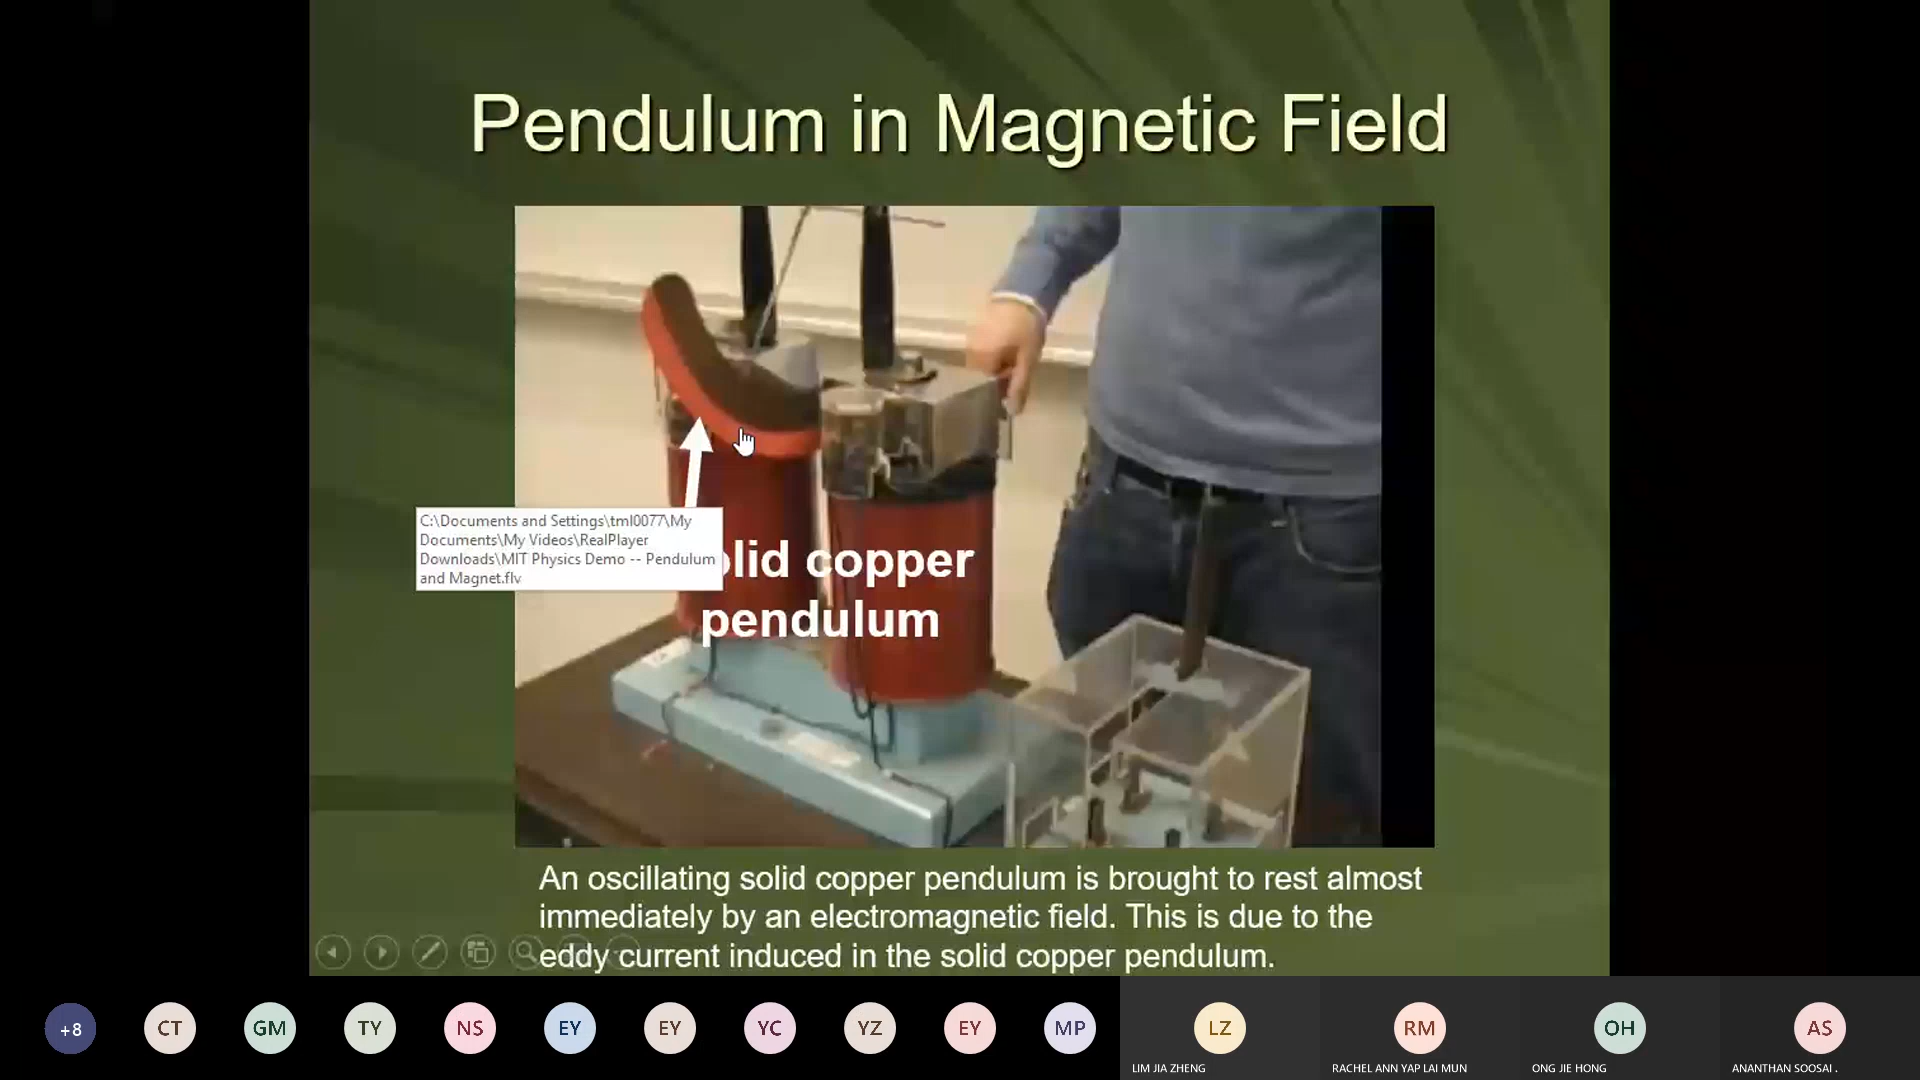 Pendulum in Magnetic Field
C:\Documents and Settings\tml0077\My
Documents\My Videos\RealPlayer
Downloads\MIT Physics Demo -- Pendulum
and Magnet.flv
olid copper
pendulum
An oscillating solid copper pendulum is brought to rest almost
immediately by an electromagnetic field. This is due to the
eddy current induced in the solid copper pendulum.
+8 CT GM TY NS EY EY YC YZ EY MP LZ RM OH AS
LIM JIA ZHENG RACHEL ANN YAP LAI MUN ONG JIE HONG ANANTHAN SOOSAI .